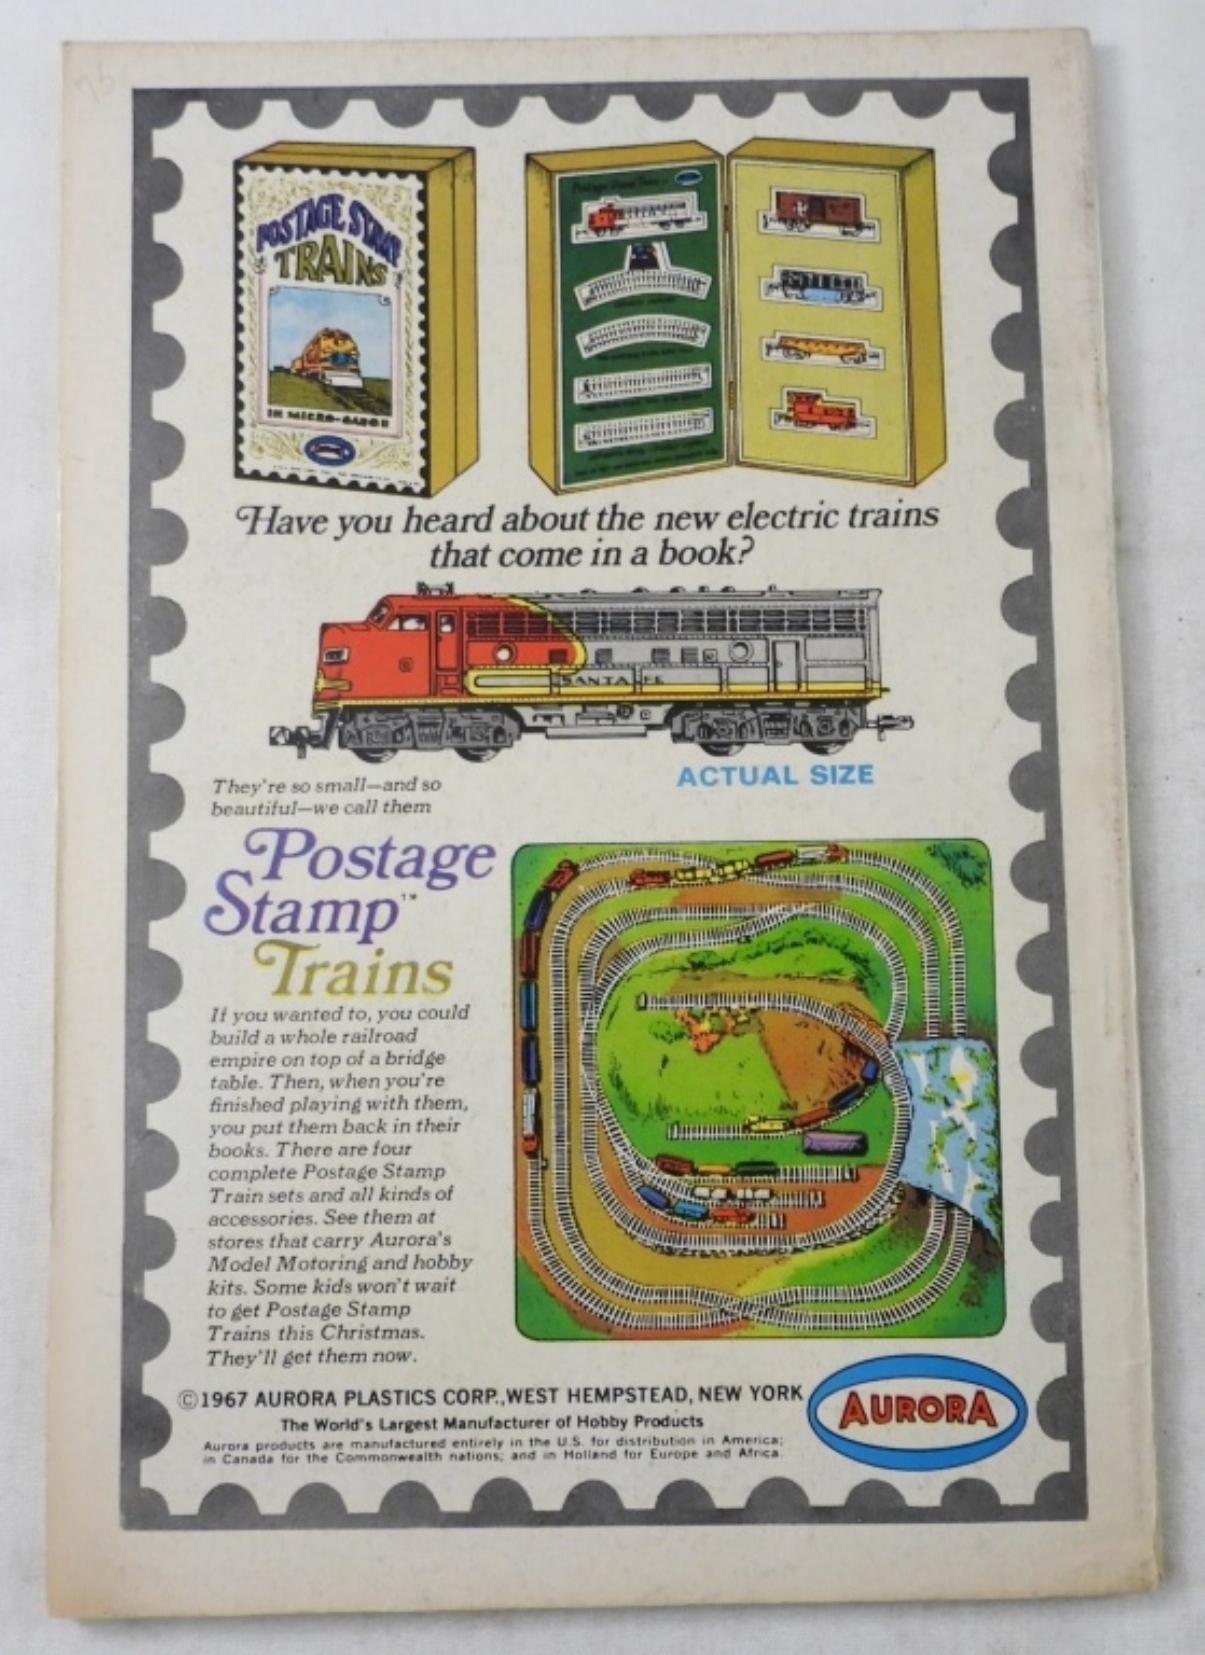 75
POSTAGE STAMP
TRAINS
IN MICRO-GAUGE
Postage Stamp Trains
Have you heard about the new electric trains
that come in a book?
SANTA FE
ACTUAL SIZE
They're so small—and so
beautiful—we call them
Postage
Stamp™
Trains
If you wanted to, you could
build a whole railroad
empire on top of a bridge
table. Then, when you're
finished playing with them,
you put them back in their
books. There are four
complete Postage Stamp
Train sets and all kinds of
accessories. See them at
stores that carry Aurora's
Model Motoring and hobby
kits. Some kids won't wait
to get Postage Stamp
Trains this Christmas.
They'll get them now.
©1967 AURORA PLASTICS CORP., WEST HEMPSTEAD, NEW YORK
The World's Largest Manufacturer of Hobby Products
Aurora products are manufactured entirely in the U.S. for distribution in America;
in Canada for the Commonwealth nations; and in Holland for Europe and Africa.
AURORA